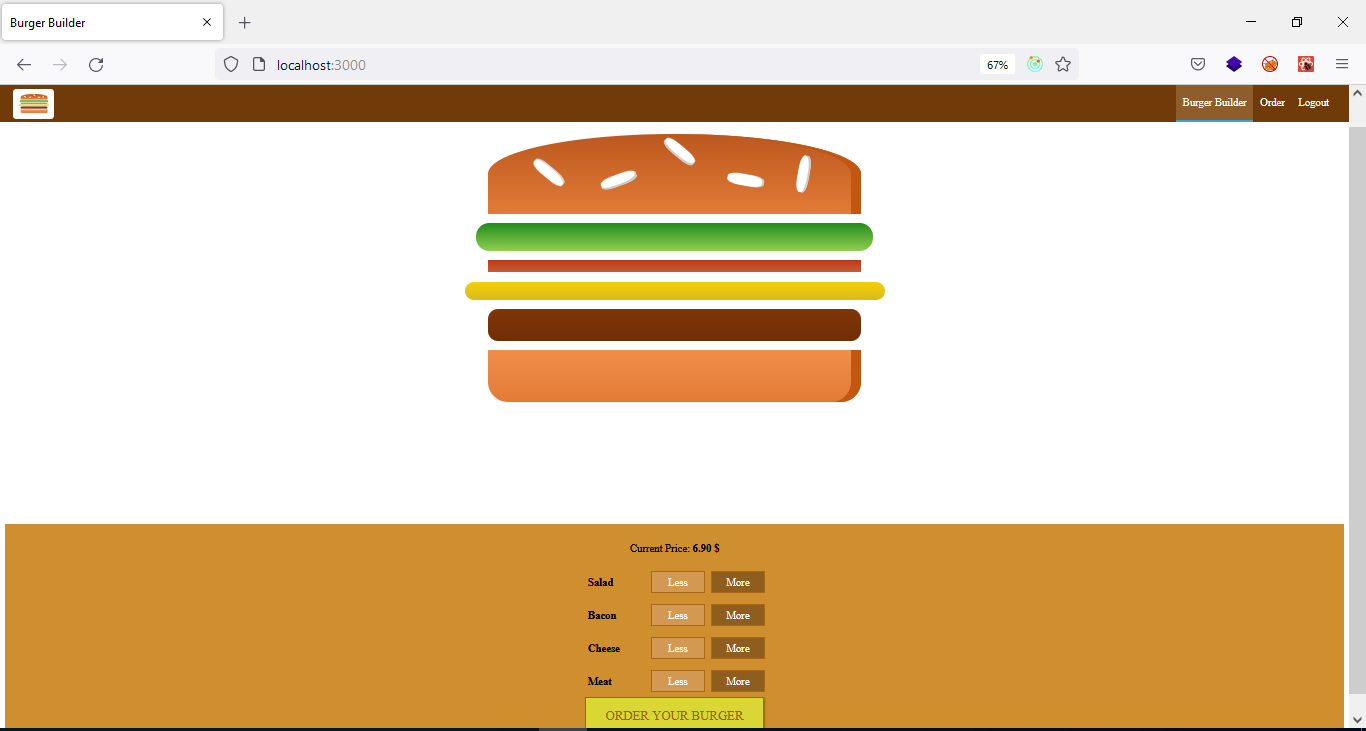 Burger Builder
localhost:3000
67%
Burger Builder Order Logout
Current Price: 6.90 $
Salad Less More
Bacon Less More
Cheese Less More
Meat Less More
ORDER YOUR BURGER